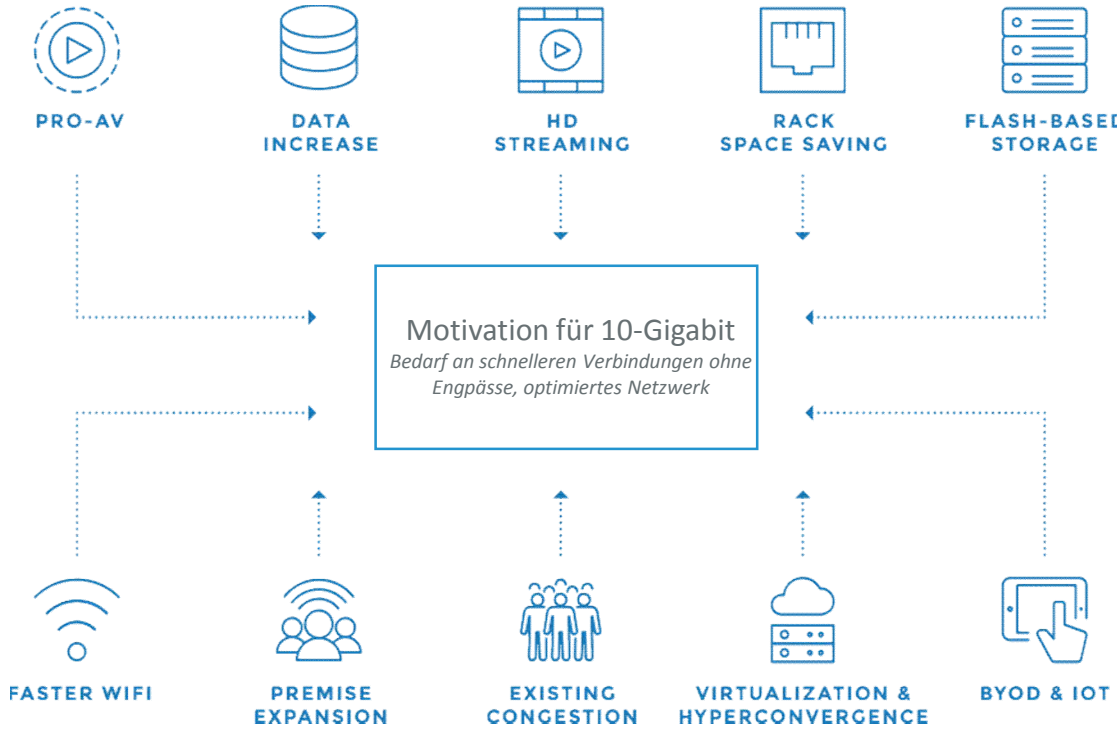 PRO-AV
DATA
INCREASE
HD
STREAMING
RACK
SPACE SAVING
FLASH-BASED
STORAGE
Motivation für 10-Gigabit
Bedarf an schnelleren Verbindungen ohne
Engpässe, optimiertes Netzwerk
FASTER WIFI
PREMISE
EXPANSION
EXISTING
CONGESTION
VIRTUALIZATION &
HYPERCONVERGENCE
BYOD & IOT